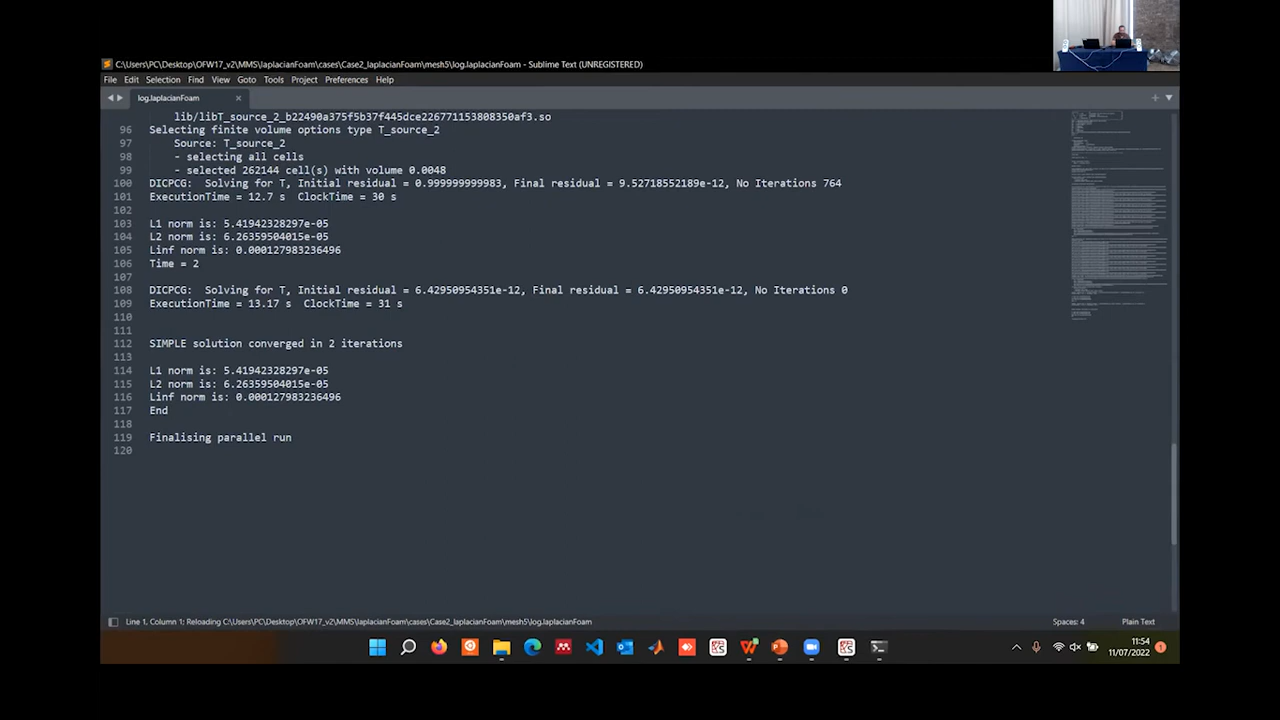 C:\Users\PC\Desktop\OFW17_v2\MMS\laplacianFoam\cases\Case2_laplacianFoam\mesh5\log.laplacianFoam - Sublime Text (UNREGISTERED)
File Edit Selection Find View Goto Tools Project Preferences Help
log.laplacianFoam
lib/libT_source_2_b22490a375f5b37f445dce226771153808350af3.so
96 Selecting finite volume options type T_source_2
97 Source: T_source_2
98 - selecting all cells
99 - selected 262144 cell(s) with volume 0.0048
100 DICPCG: Solving for T, Initial residual = 0.999999999983, Final residual = 9.52718552189e-12, No Iterations 764
101 ExecutionTime = 12.7 s ClockTime = 30 s
102
103 L1 norm is: 5.41942328297e-05
104 L2 norm is: 6.26359504015e-05
105 Linf norm is: 0.000127983236496
106 Time = 2
107
108 DICPCG: Solving for T, Initial residual = 6.42950954351e-12, Final residual = 6.42950954351e-12, No Iterations 0
109 ExecutionTime = 13.17 s ClockTime = 31 s
110
111
112 SIMPLE solution converged in 2 iterations
113
114 L1 norm is: 5.41942328297e-05
115 L2 norm is: 6.26359504015e-05
116 Linf norm is: 0.000127983236496
117 End
118
119 Finalising parallel run
120
Line 1, Column 1; Reloading C:\Users\PC\Desktop\OFW17_v2\MMS\laplacianFoam\cases\Case2_laplacianFoam\mesh5\log.laplacianFoam
Spaces: 4 Plain Text
11:54
11/07/2022